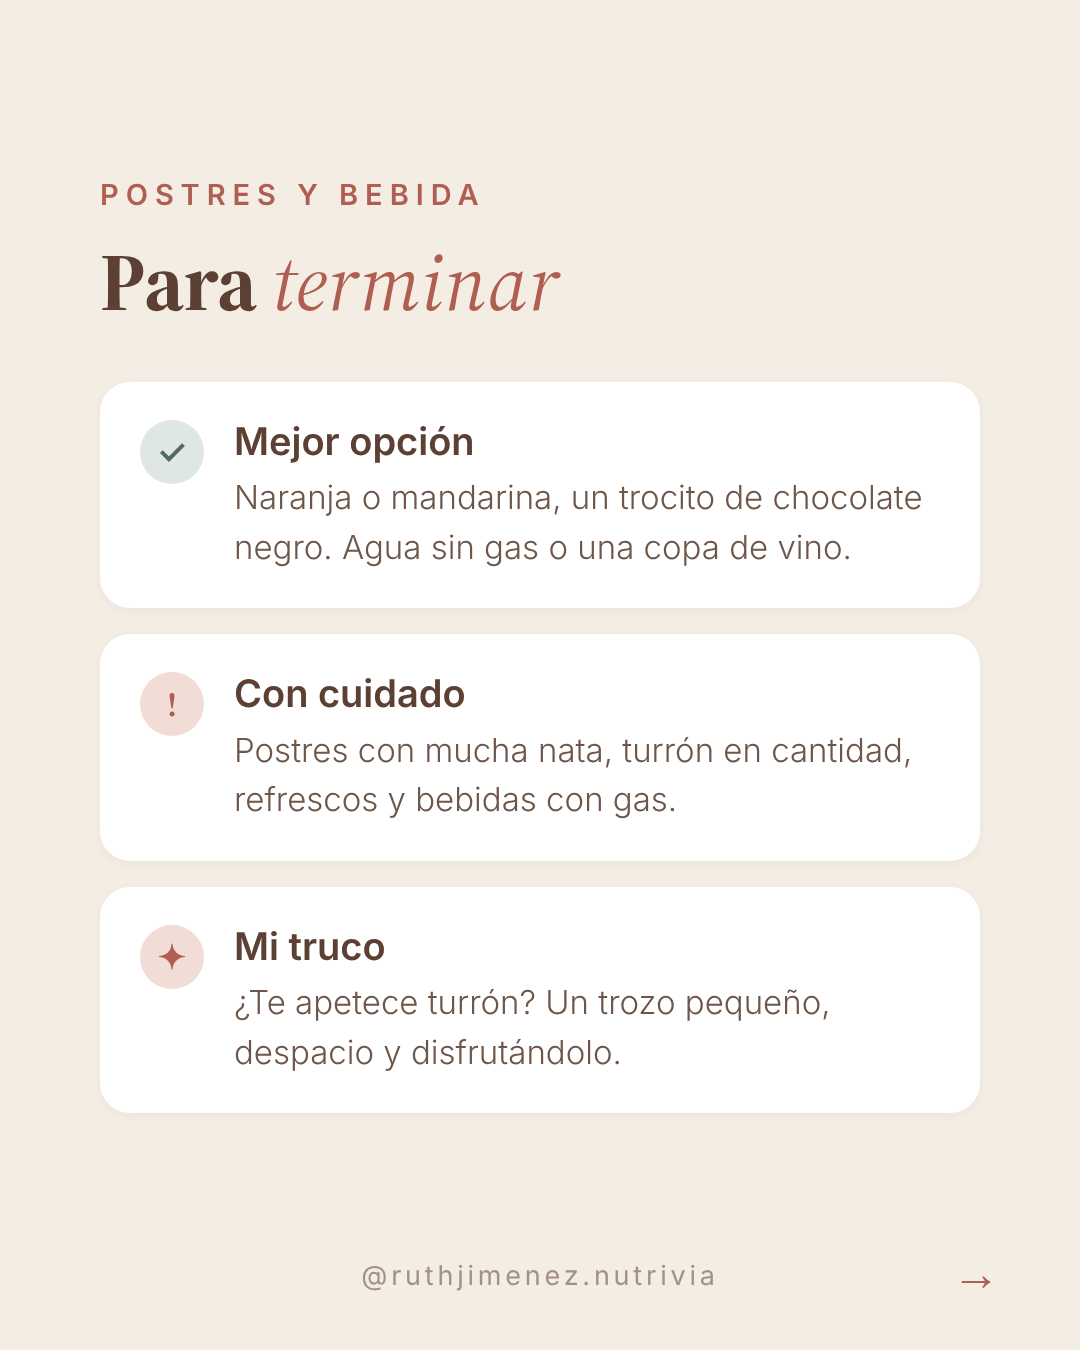 POSTRES Y BEBIDA
Para terminar
Mejor opción
Naranja o mandarina, un trocito de chocolate
negro. Agua sin gas o una copa de vino.
!
Con cuidado
Postres con mucha nata, turrón en cantidad,
refrescos y bebidas con gas.
Mi truco
¿Te apetece turrón? Un trozo pequeño,
despacio y disfrutándolo.
@ruthjimenez.nutrivia
→